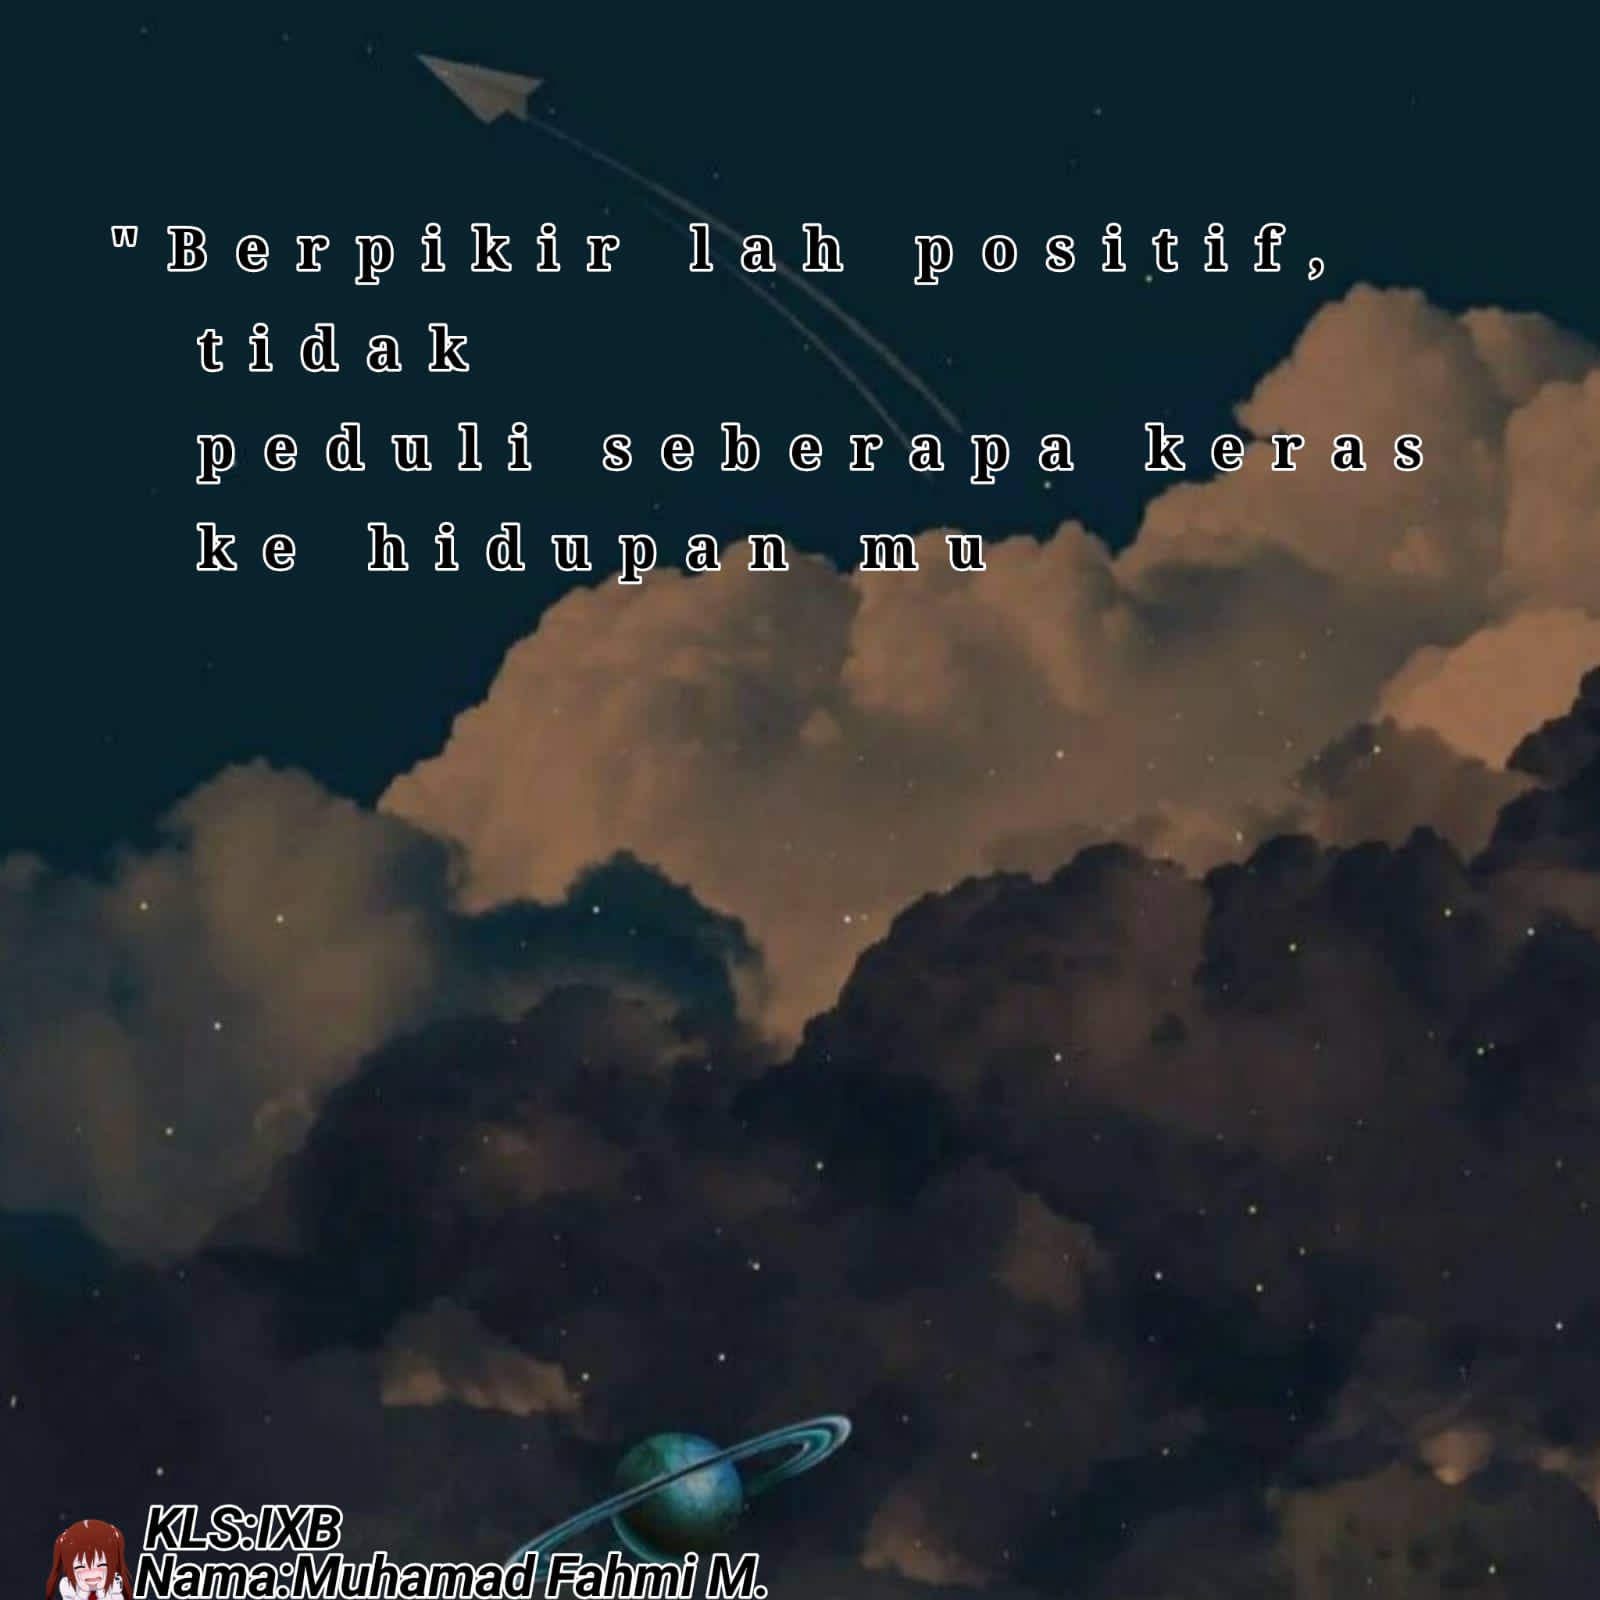 "Berpikir lah positif,
tidak
peduli seberapa keras
ke hidupan mu
KLS:IXB
Nama:Muhamad Fahmi M.